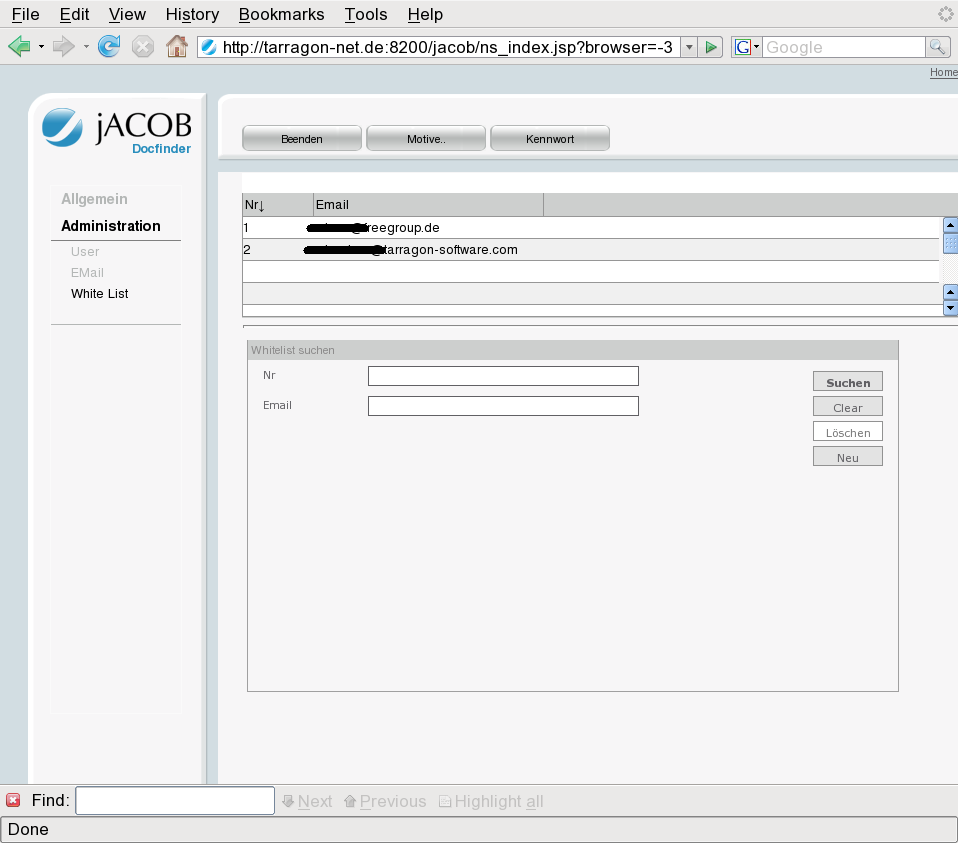 File Edit View History Bookmarks Tools Help
http://tarragon-net.de:8200/jacob/ns_index.jsp?browser=-3 G Google
Home
jACOB
Docfinder
Beenden Motive.. Kennwort
Allgemein
Administration
User
EMail
White List
Nr↓ Email
1 @freegroup.de
2 @tarragon-software.com
Whitelist suchen
Nr
Email
Suchen
Clear
Löschen
Neu
Find: Next Previous Highlight all
Done